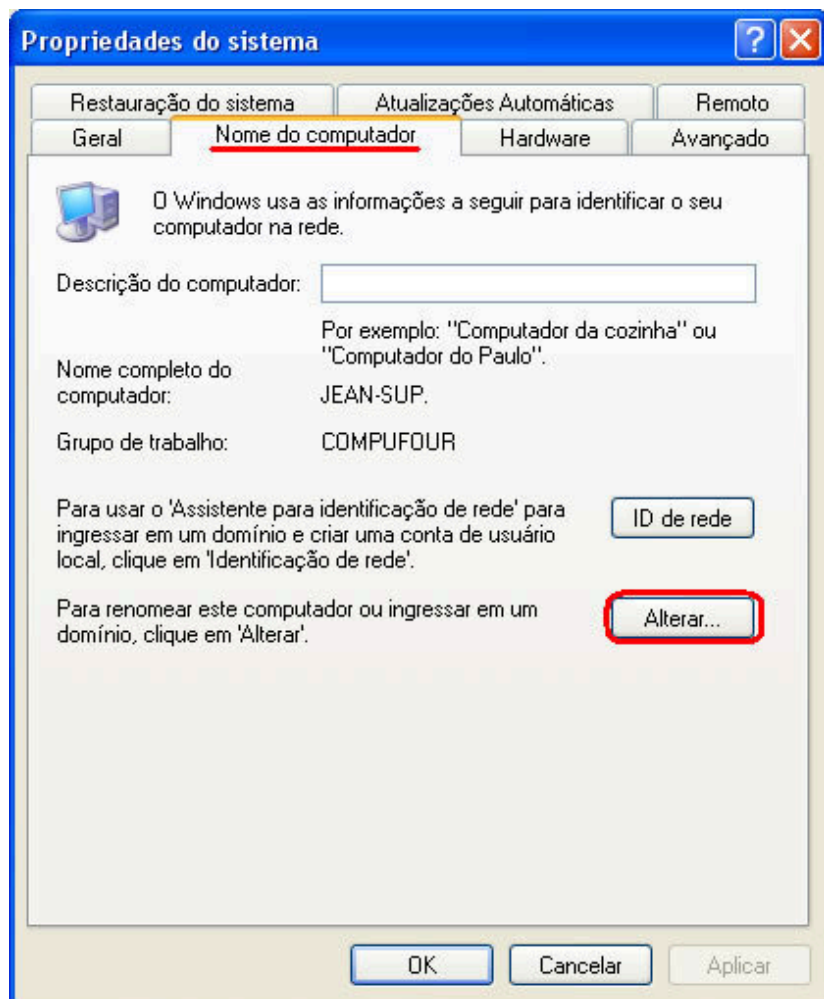 Propriedades do sistema
Restauração do sistema
Atualizações Automáticas
Remoto
Geral
Nome do computador
Hardware
Avançado
O Windows usa as informações a seguir para identificar o seu
computador na rede.
Descrição do computador:
Por exemplo: "Computador da cozinha" ou
"Computador do Paulo".
Nome completo do
computador:
JEAN-SUP.
Grupo de trabalho:
COMPUFOUR
Para usar o 'Assistente para identificação de rede' para
ingressar em um domínio e criar uma conta de usuário
local, clique em 'Identificação de rede'.
ID de rede
Para renomear este computador ou ingressar em um
domínio, clique em 'Alterar'.
Alterar...
OK
Cancelar
Aplicar